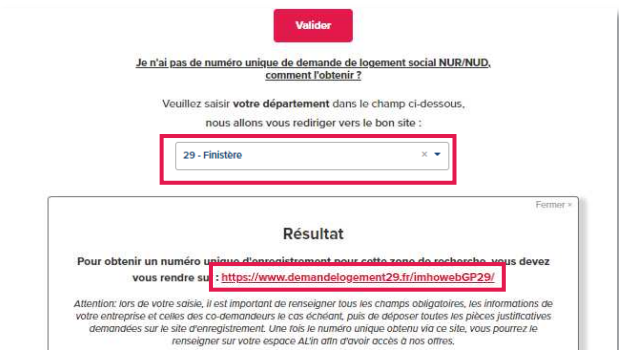 Valider
Je n'ai pas de numéro unique de demande de logement social NUR/NUD,
comment l'obtenir ?
Veuillez saisir votre département dans le champ ci-dessous,
nous allons vous rediriger vers le bon site :
29 - Finistère × ▾
Fermer ×
Résultat
Pour obtenir un numéro unique d'enregistrement pour cette zone de recherche, vous devez
vous rendre sur : https://www.demandelogement29.fr/imhowebGP29/
Attention: lors de votre saisie, il est important de renseigner tous les champs obligatoires, les informations de
votre entreprise et celles des co-demandeurs le cas échéant, puis de déposer toutes les pièces justificatives
demandées sur le site d'enregistrement. Une fois le numéro unique obtenu via ce site, vous pourrez le
renseigner sur votre espace AL'in afin d'avoir accès à nos offres.